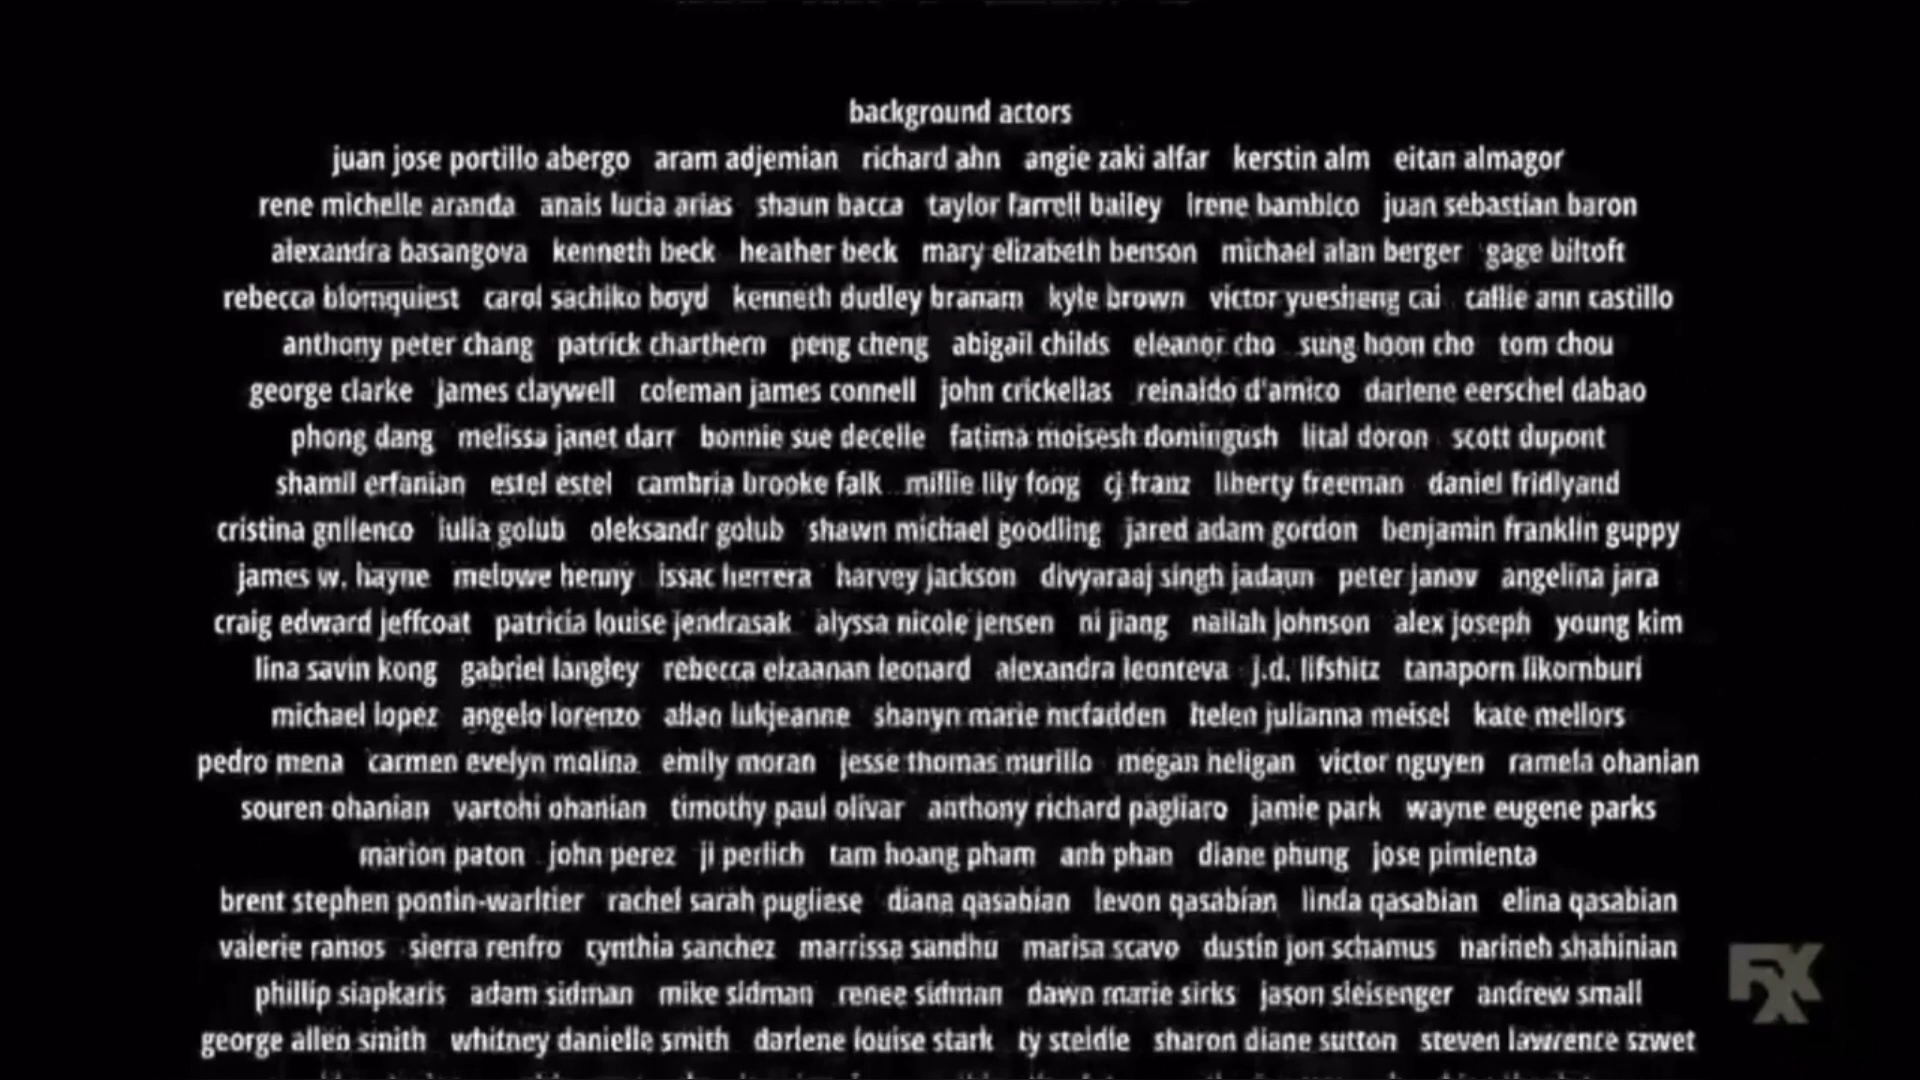 background actors
juan jose portillo abergo aram adjemian richard ahn angie zaki alfar kerstin alm eitan almagor
rene michelle aranda anais lucia arias shaun bacca taylor farrell bailey irene bambico juan sebastian baron
alexandra basangova kenneth beck heather beck mary elizabeth benson michael alan berger gage biltoft
rebecca blomquiest carol sachiko boyd kenneth dudley branam kyle brown victor yuesheng cai callie ann castillo
anthony peter chang patrick charthern peng cheng abigail childs eleanor cho sung hoon cho tom chou
george clarke james claywell coleman james connell john crickellas reinaldo d'amico darlene eerschel dabao
phong dang melissa janet darr bonnie sue decelle fatima moisesh domingush lital doron scott dupont
shamil erfanian estel estel cambria brooke falk millie lily fong cj franz liberty freeman daniel fridlyand
cristina gnilenco iulia golub oleksandr golub shawn michael goodling jared adam gordon benjamin franklin guppy
james w. hayne melowe henny issac herrera harvey jackson divyaraaj singh jadaun peter janov angelina jara
craig edward jeffcoat patricia louise jendrasak alyssa nicole jensen ni jiang nailah johnson alex joseph young kim
lina savin kong gabriel langley rebecca elzaanan leonard alexandra leonteva j.d. lifshitz tanaporn likornburi
michael lopez angelo lorenzo allan lukjeanne shanyn marie mcfadden helen julianna meisel kate mellors
pedro mena carmen evelyn molina emily moran jesse thomas murillo megan heligan victor nguyen ramela ohanian
souren ohanian vartohi ohanian timothy paul olivar anthony richard pagliaro jamie park wayne eugene parks
marion paton john perez ji perlich tam hoang pham anh phan diane phung jose pimienta
brent stephen pontin-warltier rachel sarah pugliese diana qasabian levon qasabian linda qasabian elina qasabian
valerie ramos sierra renfro cynthia sanchez marrissa sandhu marisa scavo dustin jon schamus narineh shahinian
phillip siapkaris adam sidman mike sidman renee sidman dawn marie sirks jason sleisenger andrew small
george allen smith whitney danielle smith darlene louise stark ty steidle sharon diane sutton steven lawrence szwet
FXX